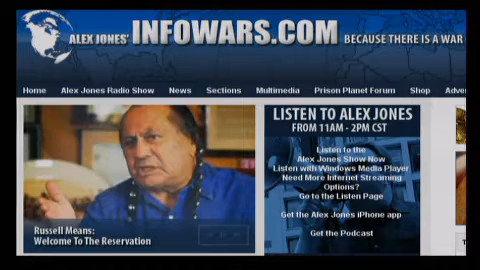 ALEX JONES' INFOWARS.COM BECAUSE THERE IS A WAR
Home Alex Jones Radio Show News Sections Multimedia Prison Planet Forum Shop Adve
LISTEN TO ALEX JONES
FROM 11AM - 2PM CST
Listen to the
Alex Jones Show Now
Listen with Windows Media Player
Need More Internet Streaming
Options?
Go to the Listen Page
Get the Alex Jones iPhone app
Get the Podcast
Russell Means:
Welcome To The Reservation